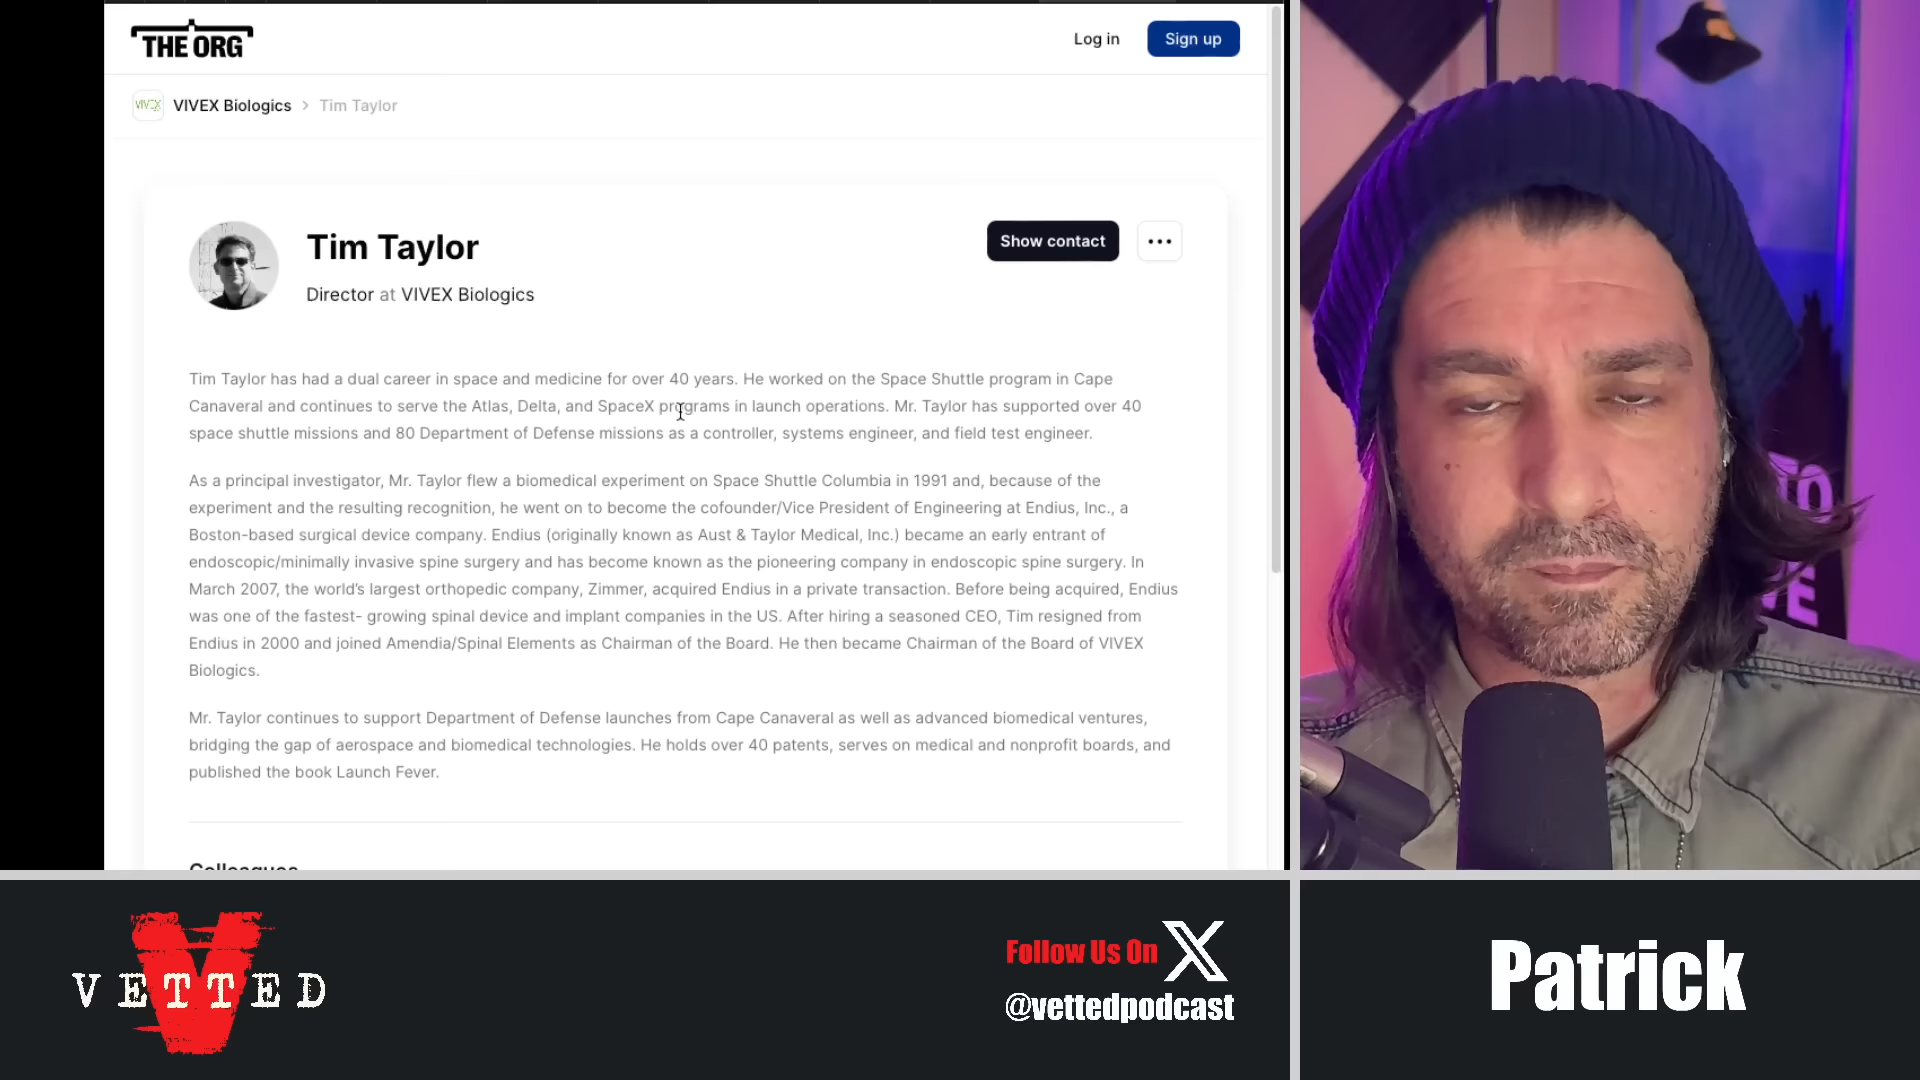 THE ORG
Log in
Sign up
VIVEX
VIVEX Biologics > Tim Taylor
Tim Taylor
Show contact
Director at VIVEX Biologics
Tim Taylor has had a dual career in space and medicine for over 40 years. He worked on the Space Shuttle program in Cape
Canaveral and continues to serve the Atlas, Delta, and SpaceX programs in launch operations. Mr. Taylor has supported over 40
space shuttle missions and 80 Department of Defense missions as a controller, systems engineer, and field test engineer.
As a principal investigator, Mr. Taylor flew a biomedical experiment on Space Shuttle Columbia in 1991 and, because of the
experiment and the resulting recognition, he went on to become the cofounder/Vice President of Engineering at Endius, Inc., a
Boston-based surgical device company. Endius (originally known as Aust & Taylor Medical, Inc.) became an early entrant of
endoscopic/minimally invasive spine surgery and has become known as the pioneering company in endoscopic spine surgery. In
March 2007, the world’s largest orthopedic company, Zimmer, acquired Endius in a private transaction. Before being acquired, Endius
was one of the fastest- growing spinal device and implant companies in the US. After hiring a seasoned CEO, Tim resigned from
Endius in 2000 and joined Amendia/Spinal Elements as Chairman of the Board. He then became Chairman of the Board of VIVEX
Biologics.
Mr. Taylor continues to support Department of Defense launches from Cape Canaveral as well as advanced biomedical ventures,
bridging the gap of aerospace and biomedical technologies. He holds over 40 patents, serves on medical and nonprofit boards, and
published the book Launch Fever.
Colleagues
VETTED
Follow Us On X
@vettedpodcast
Patrick